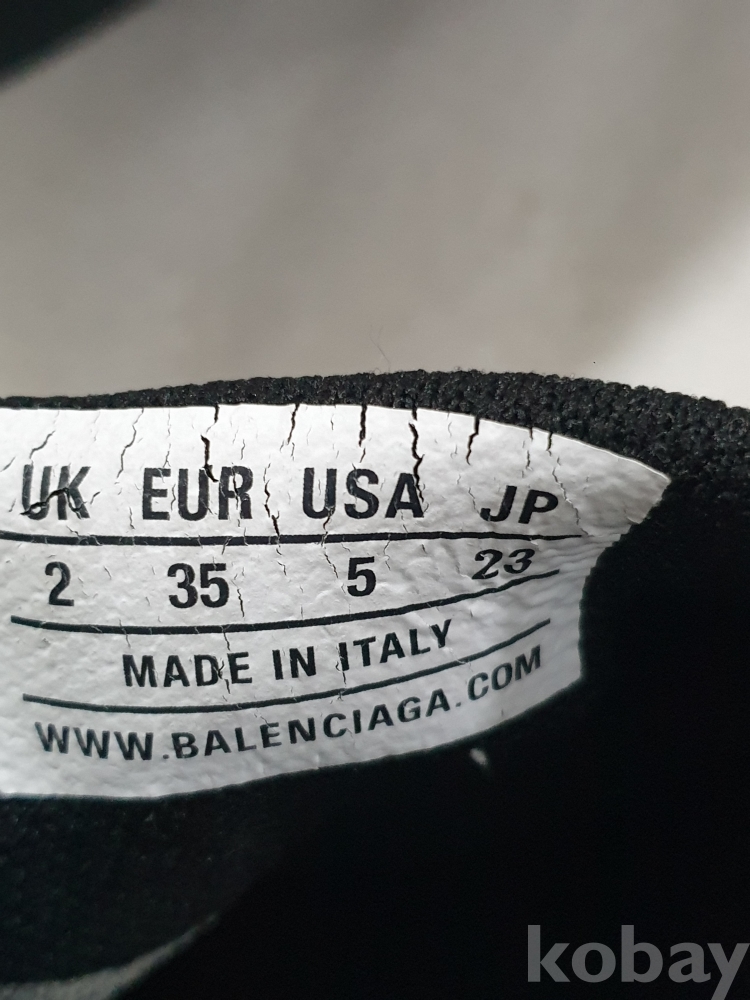 UK EUR USA JP
2 35 5 23
MADE IN ITALY
WWW.BALENCIAGA.COM
kobay